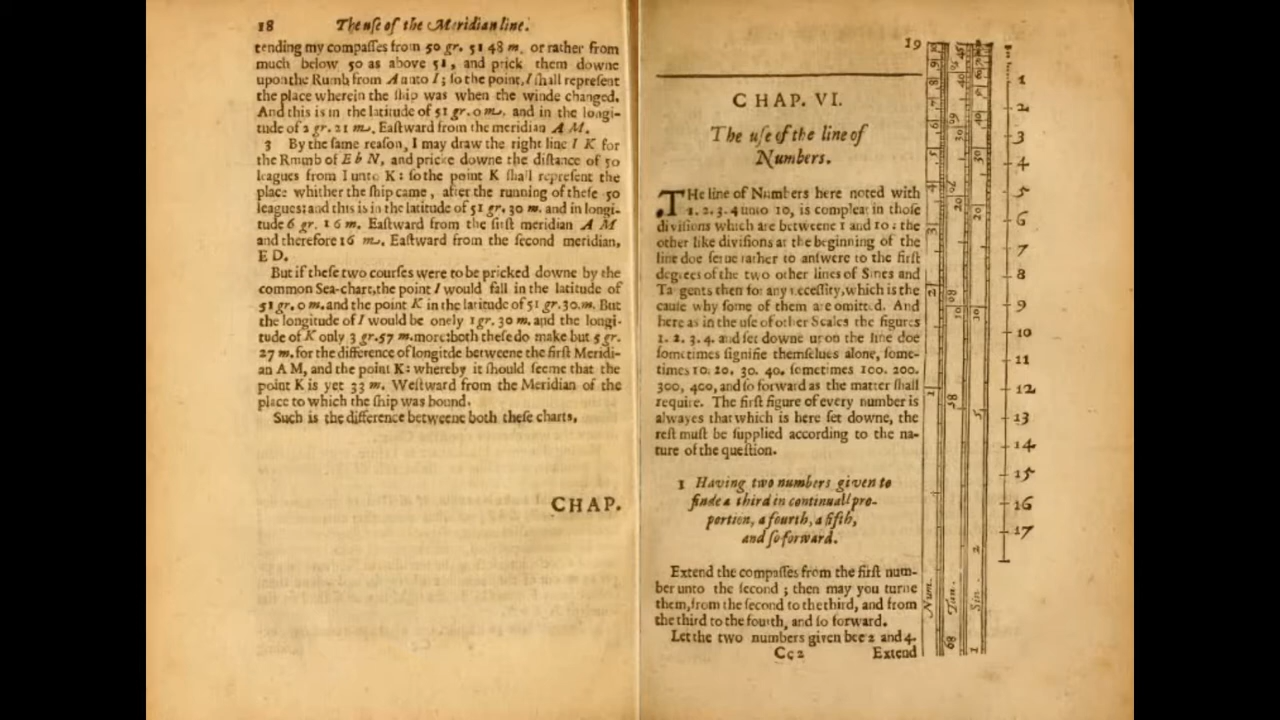 18 The uſe of the Meridian line.
tending my compaſſes from 50 gr. 51 48 m. or rather from
much below 50 as above 51, and prick them downe
upon the Rumb from A unto I; ſo the point, I ſhall repreſent
the place wherein the ſhip was when the winde changed.
And this is in the latitude of 51 gr. 0 m. and in the longi-
tude of 2 gr. 21 m. Eaſtward from the meridian A M.
3 By the ſame reaſon, I may draw the right line I K for
the Rnmb of E b N, and pricke downe the diſtance of 50
leagues from I unto K: ſo the point K ſhall repreſent the
place whither the ſhip came, after the running of theſe 50
leagues; and this is in the latitude of 51 gr. 30 m. and in longi-
tude 6 gr. 16 m. Eaſtward from the firſt meridian A M
and therefore 16 m. Eaſtward from the ſecond meridian,
E D.
But if theſe two courſes were to be pricked downe by the
common Sea-chart, the point I would fall in the latitude of
51 gr. 0 m. and the point K in the latitude of 51 gr. 30. m. But
the longitude of I would be onely 1 gr. 30 m. and the longi-
tude of K only 3 gr. 57 m. more: both theſe do make but 5 gr.
27 m. for the difference of longitde betweene the firſt Meridi-
an A M, and the point K: whereby it ſhould ſeeme that the
point K is yet 33 m. Weſtward from the Meridian of the
place to which the ſhip was bound.
Such is the difference betweene both theſe charts,
CHAP.
19
CHAP. VI.
The uſe of the line of
Numbers.
THe line of Numbers here noted with
1. 2. 3. 4 unto 10, is compleat in thoſe
diviſions which are betweene 1 and 10: the
other like diviſions at the beginning of the
line doe ſerue rather to anſwere to the firſt
degrees of the two other lines of Sines and
Tangents then for any neceſſity, which is the
cauſe why ſome of them are omitted. And
here as in the uſe of other Scales the figures
1. 2. 3. 4. and ſet downe upon the line doe
ſometimes ſignifie themſelues alone, ſome-
times 10. 20. 30. 40. ſometimes 100. 200.
300, 400, and ſo forward as the matter ſhall
require. The firſt figure of every number is
alwayes that which is here ſet downe, the
reſt muſt be ſupplied according to the na-
ture of the queſtion.
1 Having two numbers given to
finde a third in continuall pro-
portion, a fourth, a fifth,
and ſo forward.
Extend the compaſſes from the firſt num-
ber unto the ſecond; then may you turne
them, from the ſecond to the third, and from
the third to the fourth, and ſo forward.
Let the two numbers given bee 2 and 4.
Cc 2 Extend
Num.
Tan.
Sin.
1
2
3
4
5
6
7
8
9
10
11
12
13
14
15
16
17